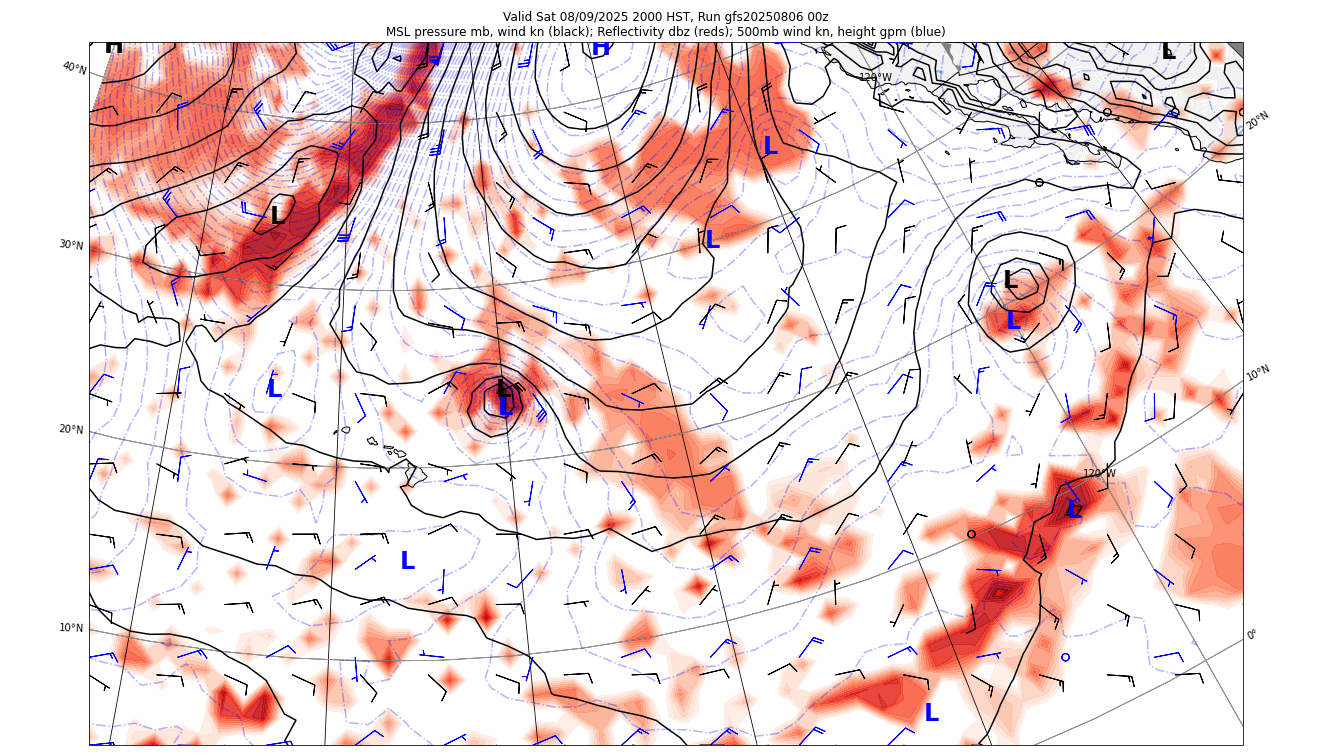 Valid Sat 08/09/2025 2000 HST, Run gfs20250806 00z
MSL pressure mb, wind kn (black); Reflectivity dbz (reds); 500mb wind kn, height gpm (blue)
H
H
L
40°N
120°W
20°N
L
L
30°N
L
L
L
10°N
L
L
L
20°N
120°W
L
L
10°N
0°
L